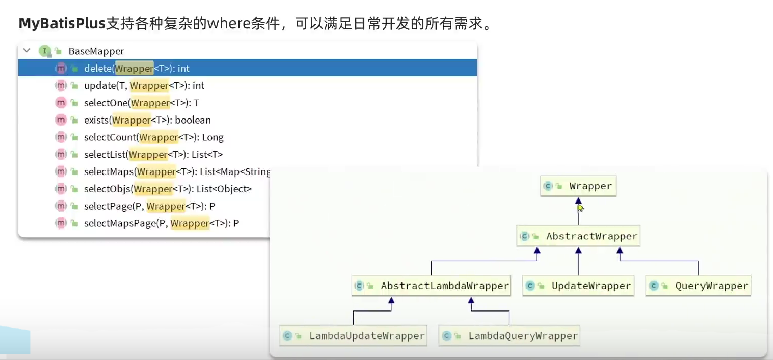 MyBatisPlus支持各种复杂的where条件，可以满足日常开发的所有需求。
BaseMapper
delete(Wrapper<T>): int
update(T, Wrapper<T>): int
selectOne(Wrapper<T>): T
exists(Wrapper<T>): boolean
selectCount(Wrapper<T>): Long
selectList(Wrapper<T>): List<T>
selectMaps(Wrapper<T>): List<Map<String
selectObjs(Wrapper<T>): List<Object>
selectPage(P, Wrapper<T>): P
selectMapsPage(P, Wrapper<T>): P
Wrapper
AbstractWrapper
AbstractLambdaWrapper
UpdateWrapper
QueryWrapper
LambdaUpdateWrapper
LambdaQueryWrapper